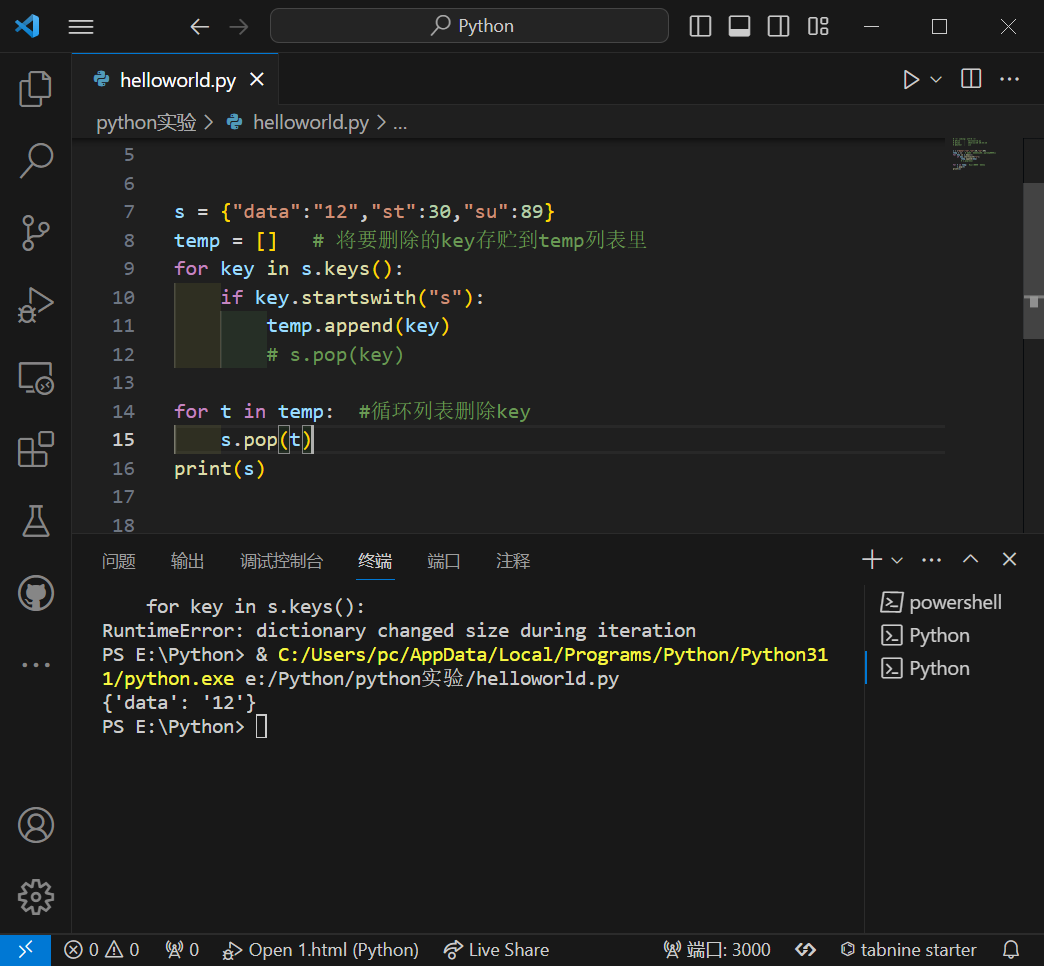 Python
helloworld.py
python实验 > helloworld.py > ...
5
6
7 s = {"data":"12","st":30,"su":89}
8 temp = []   # 将要删除的key存贮到temp列表里
9 for key in s.keys():
10     if key.startswith("s"):
11         temp.append(key)
12         # s.pop(key)
13
14 for t in temp:  #循环列表删除key
15     s.pop(t)
16 print(s)
17
18
问题 输出 调试控制台 终端 端口 注释
    for key in s.keys():
RuntimeError: dictionary changed size during iteration
PS E:\Python> & C:/Users/pc/AppData/Local/Programs/Python/Python31
1/python.exe e:/Python/python实验/helloworld.py
{'data': '12'}
PS E:\Python>
powershell
Python
Python
0 0 0 Open 1.html (Python) Live Share 端口: 3000 tabnine starter